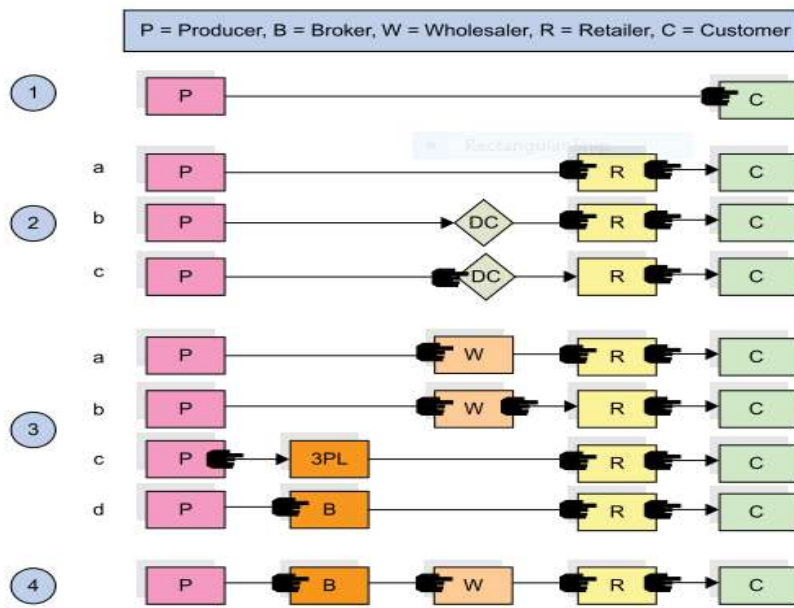 P = Producer, B = Broker, W = Wholesaler, R = Retailer, C = Customer
1 P C
a P R C
2 b P DC R C
c P DC R C
a P W R C
3 b P W R C
c P 3PL R C
d P B R C
4 P B W R C